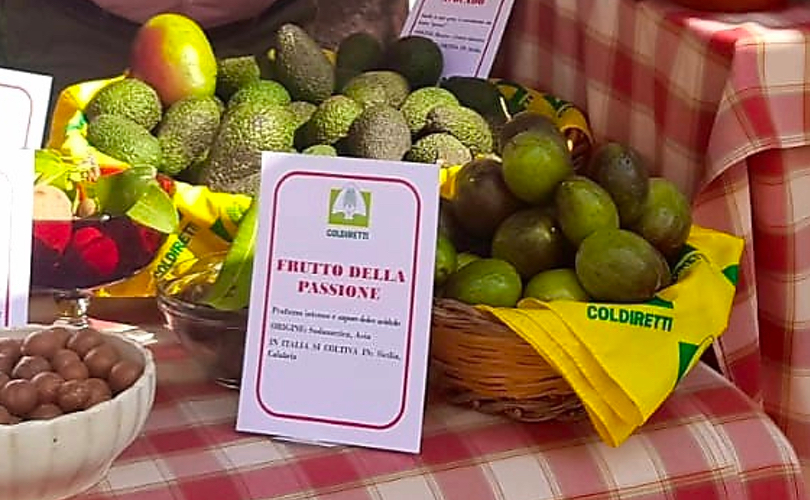 AVOCADO
COLDIRETTI
FRUTTO DELLA
PASSIONE
Profumo intenso e sapore dolce acidulo
ORIGINE: Sudamerica, Asia
IN ITALIA SI COLTIVA IN: Sicilia,
Calabria
COLDIRETTI
COLDIRETTI